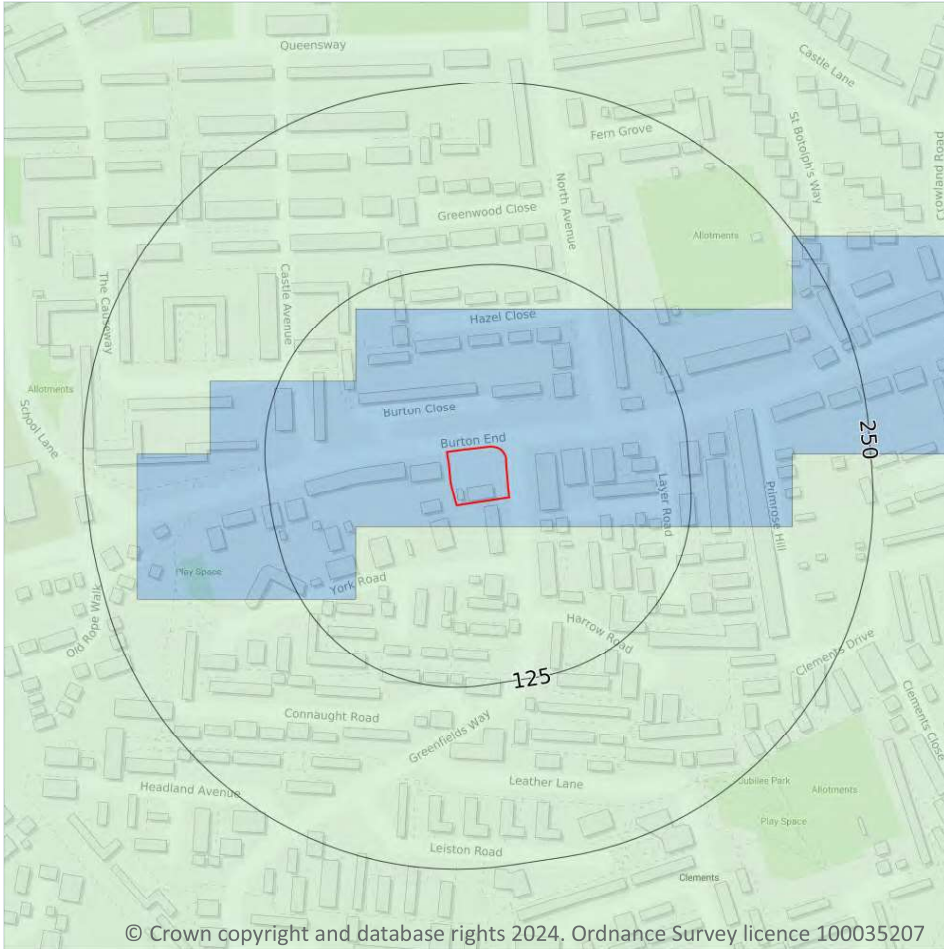 Queensway
Castle Lane
Fern Grove
St Botolph's Way
Crowland Road
North Avenue
Greenwood Close
Allotments
The Causeway
Castle Avenue
Hazel Close
Allotments
School Lane
Burton Close
Burton End
250
Layer Road
Primrose Hill
Play Space
York Road
Old Rope Walk
Harrow Road
Clements Drive
125
Clements Close
Connaught Road
Greenfields Way
Leather Lane
Jubilee Park
Allotments
Headland Avenue
Play Space
Leiston Road
Clements
© Crown copyright and database rights 2024. Ordnance Survey licence 100035207